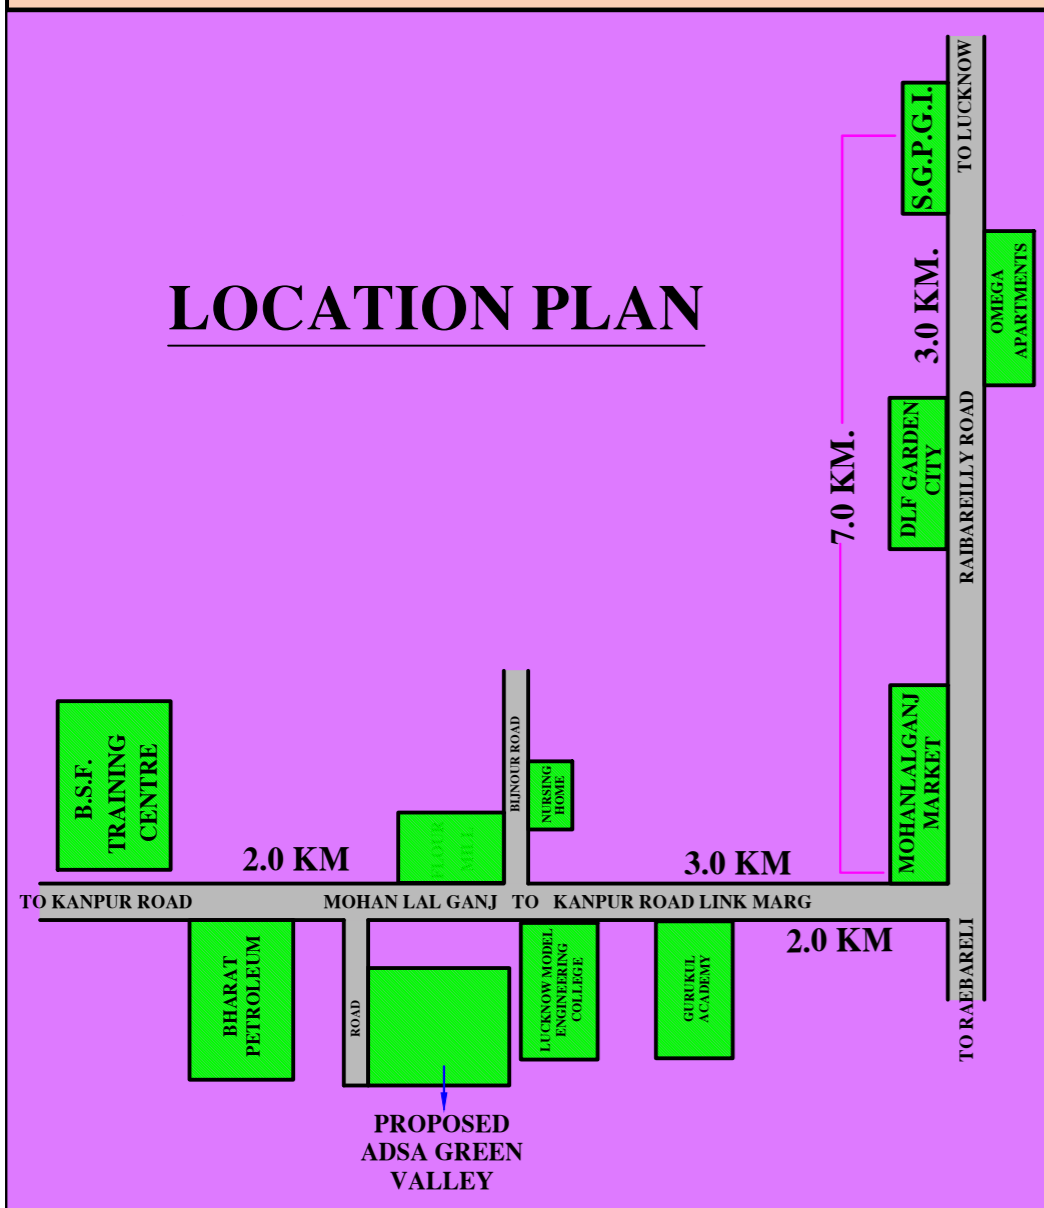 TO LUCKNOW
S.G.P.G.I.
OMEGA
APARTMENTS
3.0 KM.
LOCATION PLAN
DLF GARDEN
CITY
RAIBAREILLY ROAD
7.0 KM.
MOHANLALGANJ
MARKET
B.S.F.
TRAINING
CENTRE
BIJNOUR ROAD
NURSING
HOME
FLOUR
MILL
2.0 KM
3.0 KM
TO KANPUR ROAD
MOHAN LAL GANJ TO KANPUR ROAD LINK MARG
2.0 KM
BHARAT
PETROLEUM
ROAD
LUCKNOW MODEL
ENGINEERING
COLLEGE
GURUKUL
ACADEMY
TO RAEBARELI
PROPOSED
ADSA GREEN
VALLEY